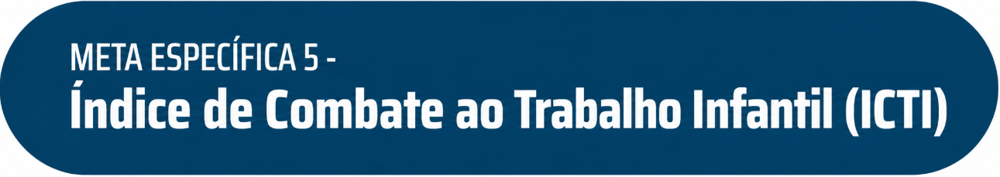 META ESPECÍFICA 5 -
Índice de Combate ao Trabalho Infantil (ICTI)